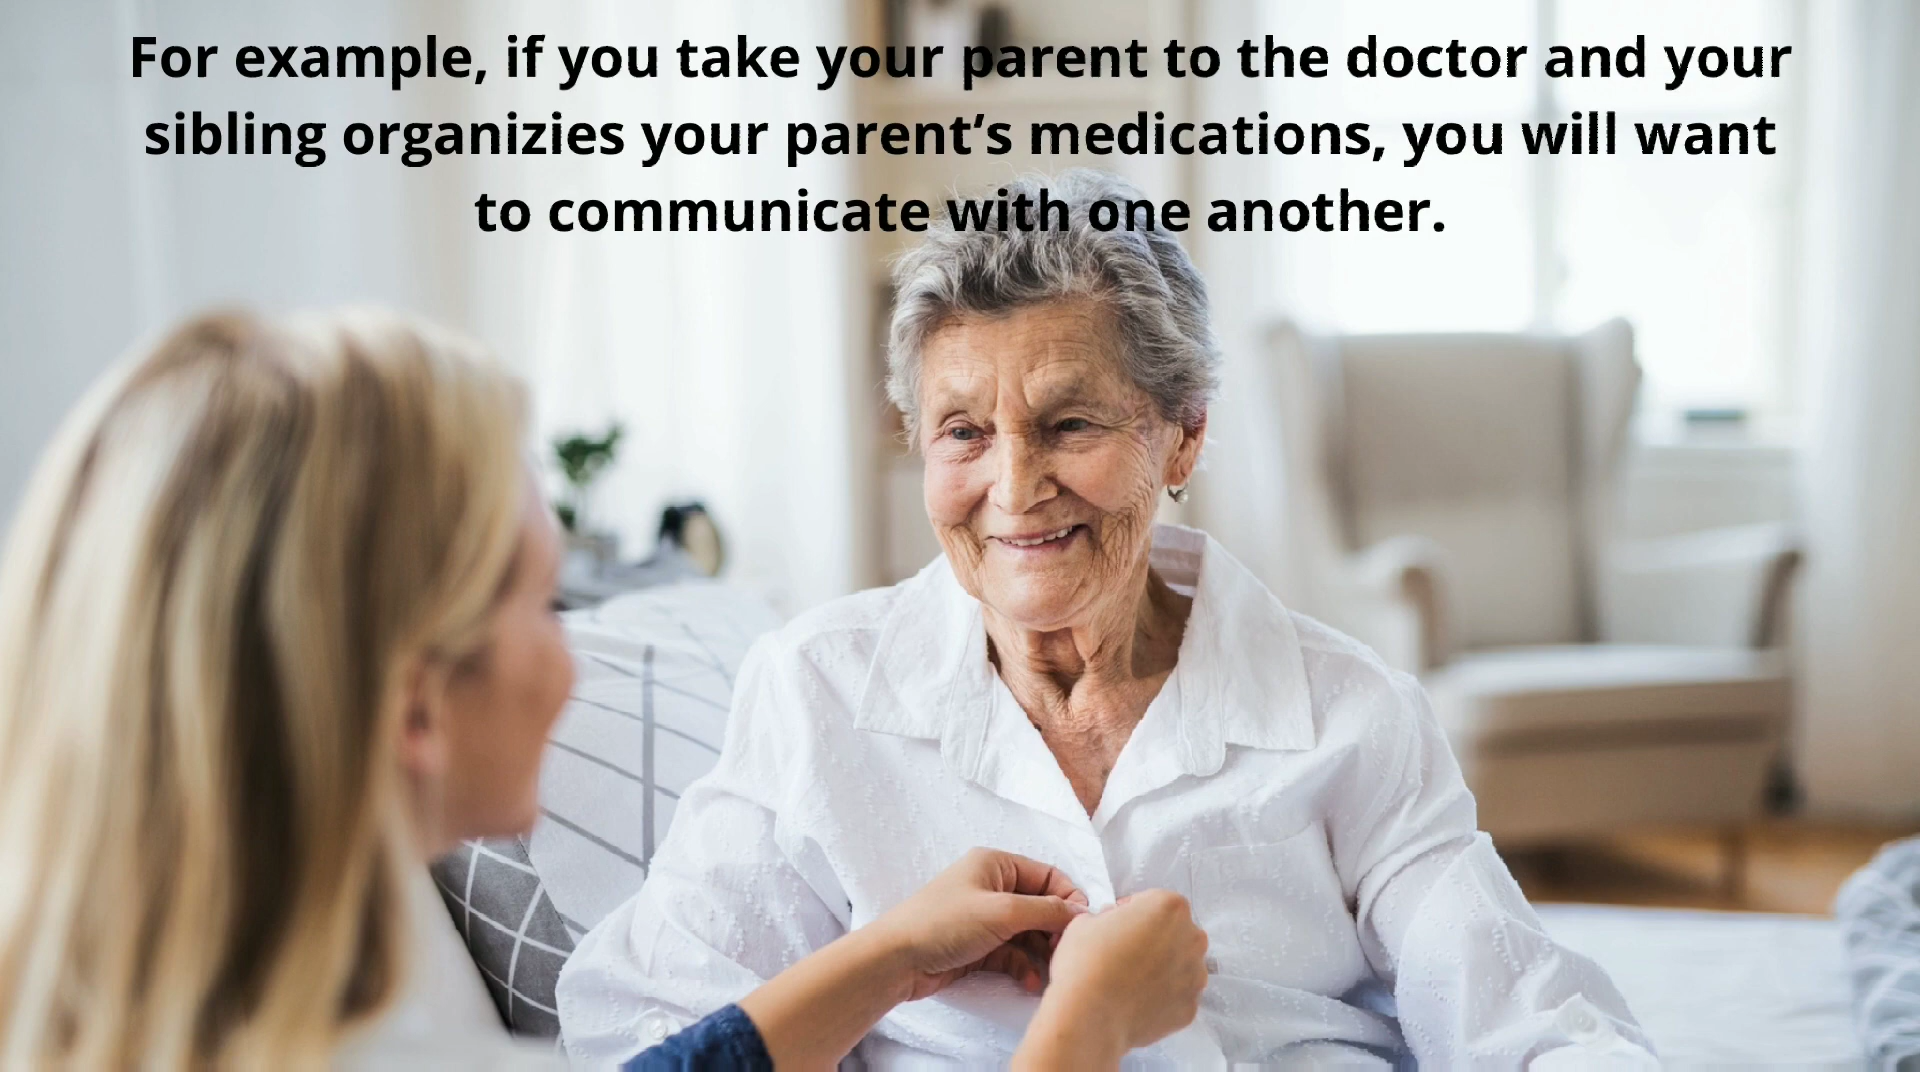 For example, if you take your parent to the doctor and your
sibling organizies your parent’s medications, you will want
to communicate with one another.